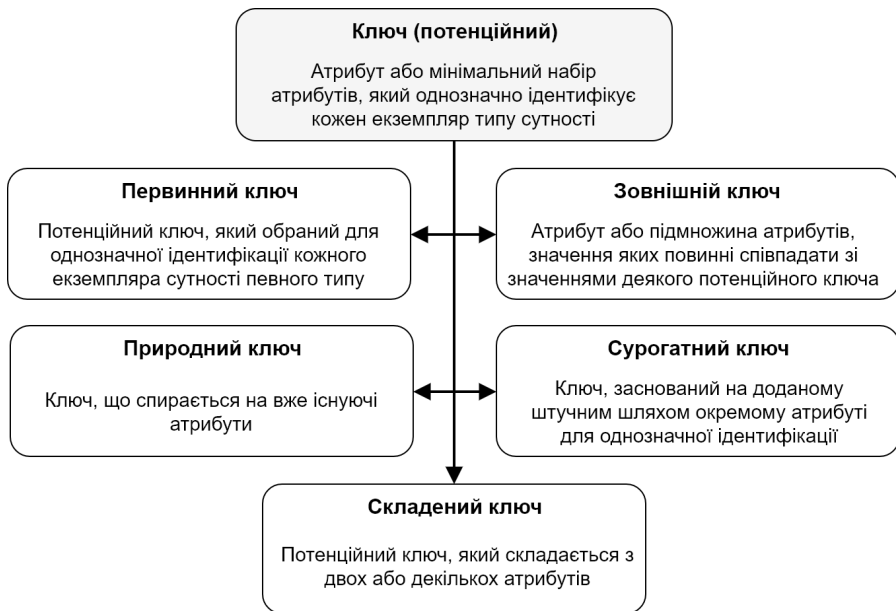 Ключ (потенційний)
Атрибут або мінімальний набір
атрибутів, який однозначно ідентифікує
кожен екземпляр типу сутності
Первинний ключ
Потенційний ключ, який обраний для
однозначної ідентифікації кожного
екземпляра сутності певного типу
Зовнішній ключ
Атрибут або підмножина атрибутів,
значення яких повинні співпадати зі
значеннями деякого потенційного ключа
Природний ключ
Ключ, що спирається на вже існуючі
атрибути
Сурогатний ключ
Ключ, заснований на доданому
штучним шляхом окремому атрибуті
для однозначної ідентифікації
Складений ключ
Потенційний ключ, який складається з
двох або декількох атрибутів